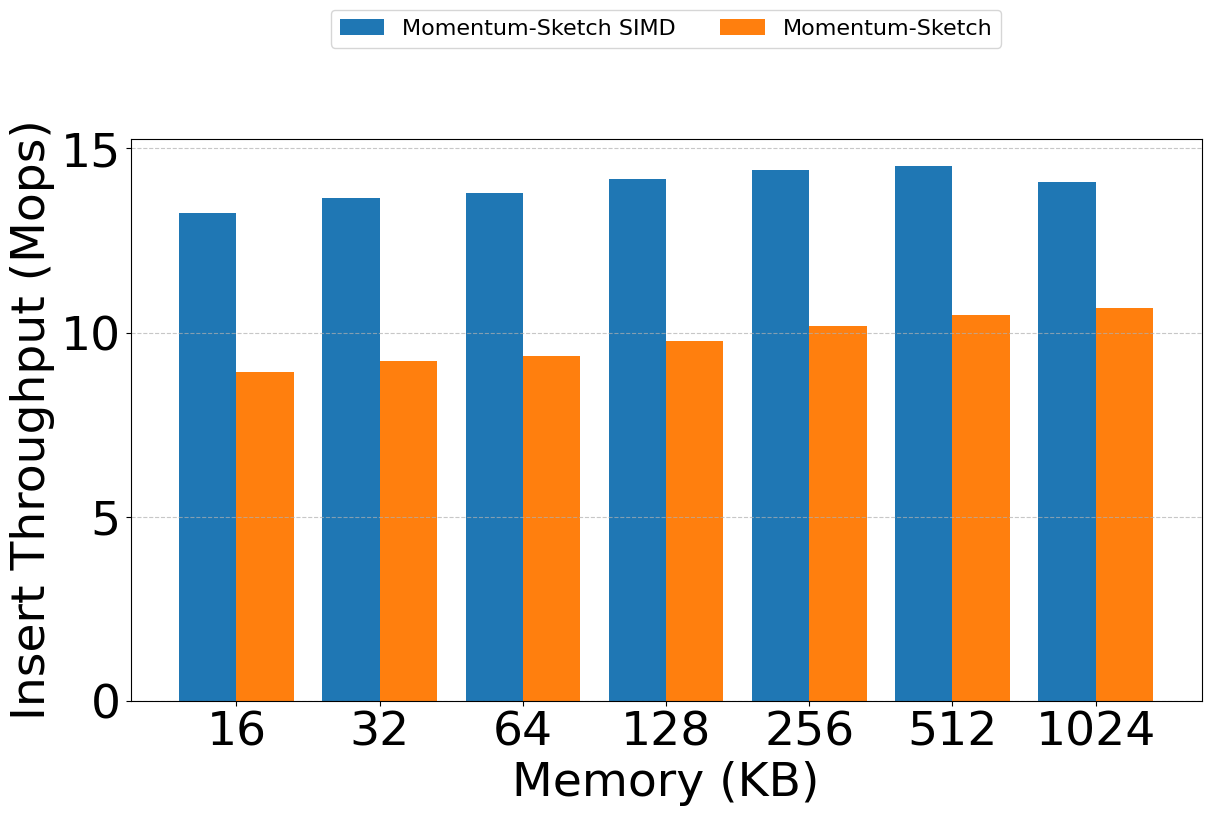 Momentum-Sketch SIMD
Momentum-Sketch
Insert Throughput (Mops)
15
10
5
0
16
32
64
128
256
512
1024
Memory (KB)